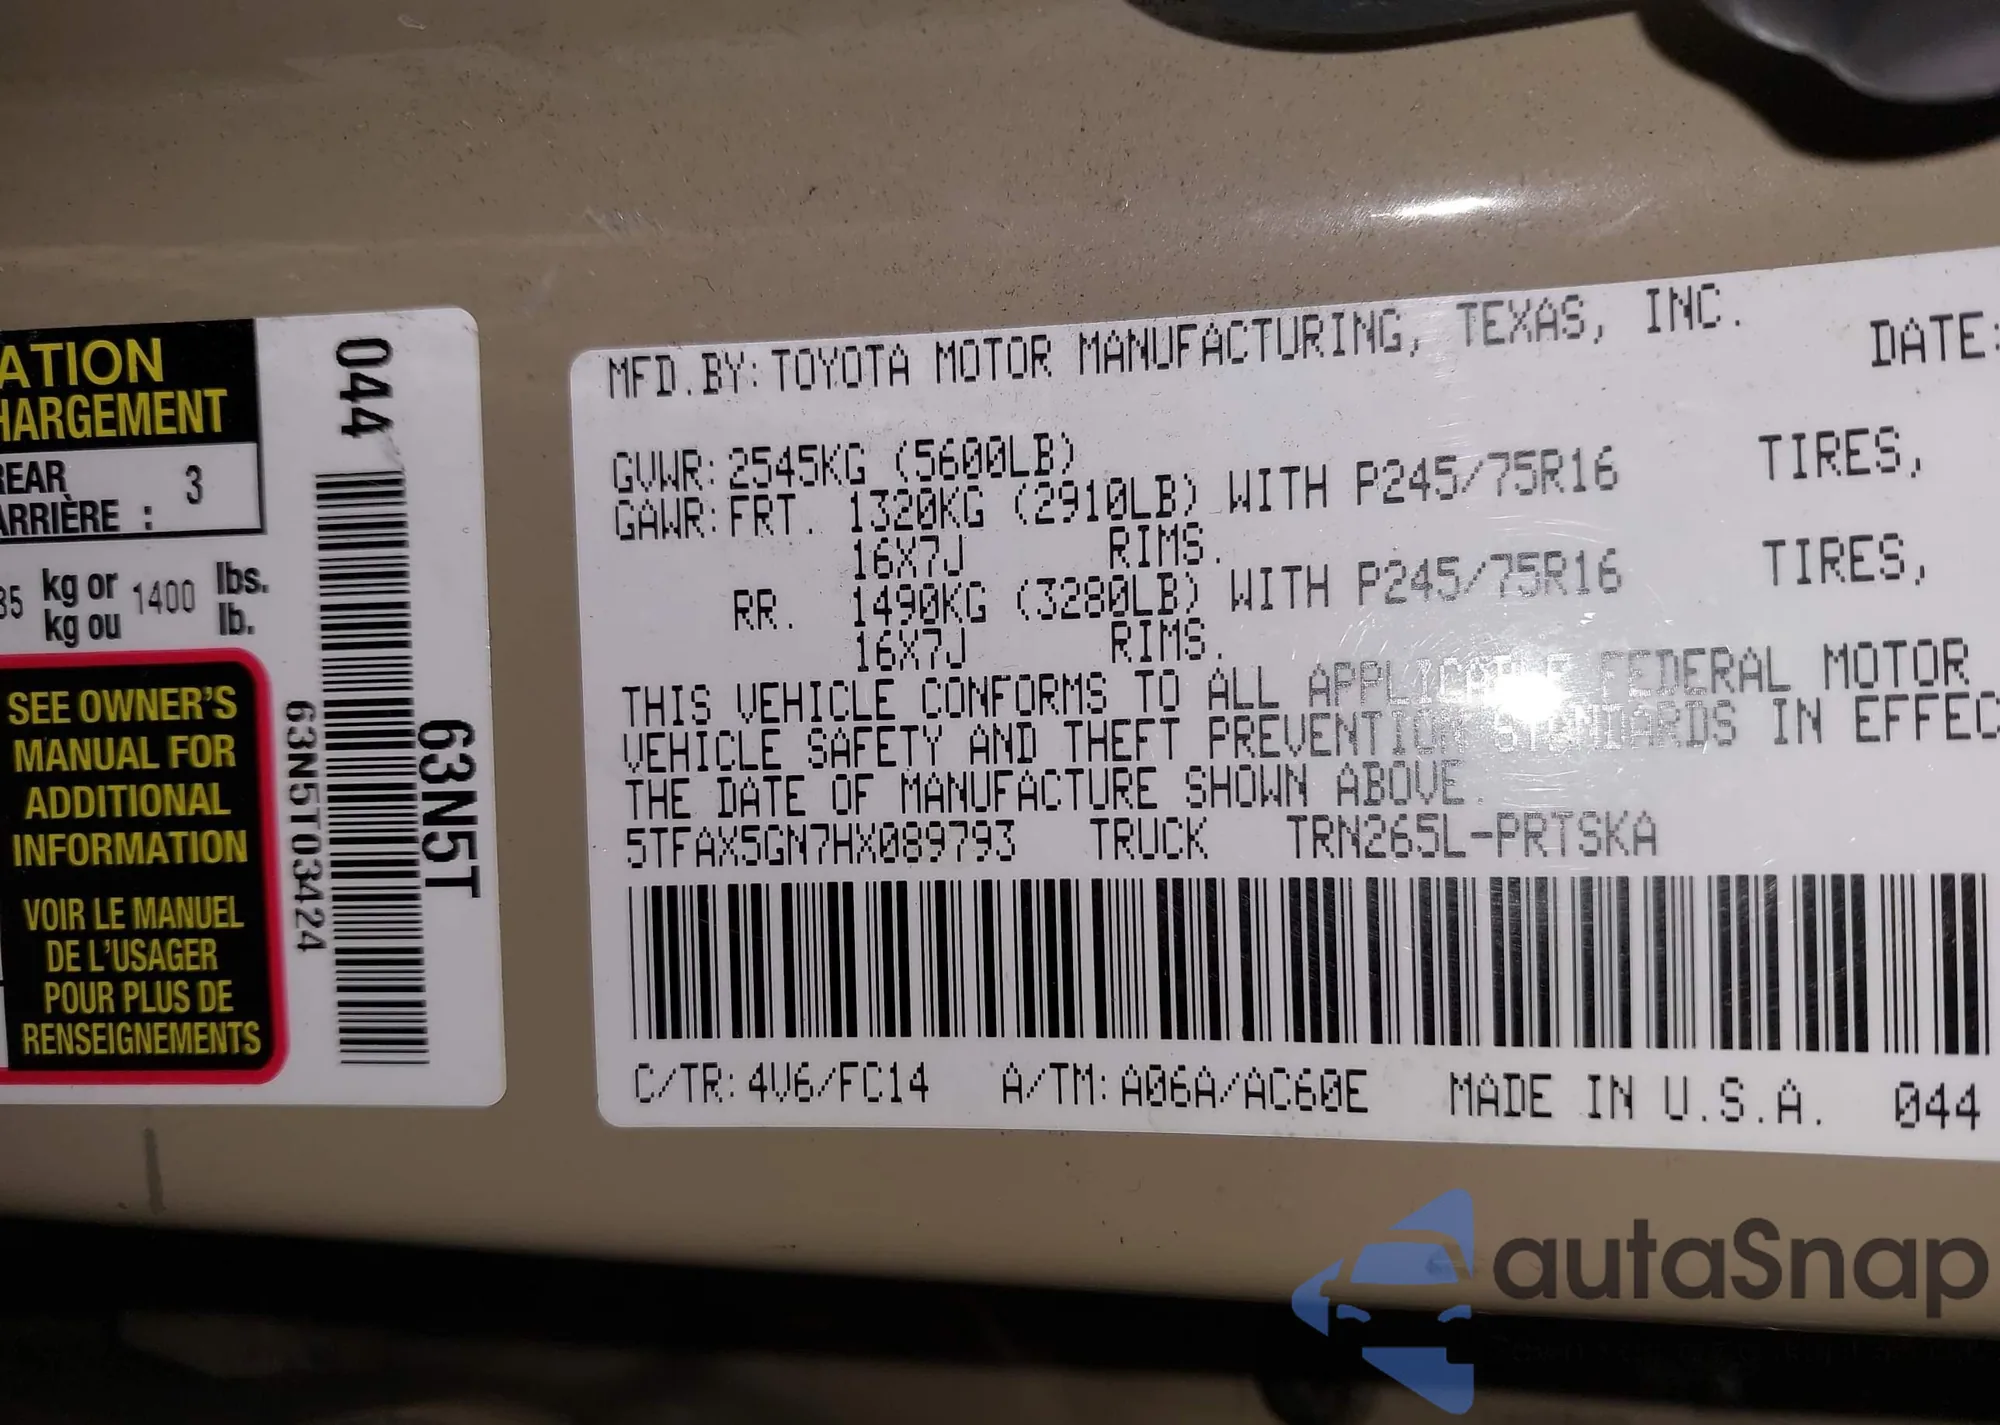 ATION
HARGEMENT
REAR
ARRIÈRE : 3
35 kg or 1400 lbs.
kg ou lb.
SEE OWNER'S
MANUAL FOR
ADDITIONAL
INFORMATION
VOIR LE MANUEL
DE L'USAGER
POUR PLUS DE
RENSEIGNEMENTS
044
63N5T03424
63N5T
MFD.BY:TOYOTA MOTOR MANUFACTURING, TEXAS, INC. DATE:
GVWR:2545KG (5600LB)
GAWR:FRT. 1320KG (2910LB) WITH P245/75R16 TIRES,
16X7J RIMS.
RR. 1490KG (3280LB) WITH P245/75R16 TIRES,
16X7J RIMS.
THIS VEHICLE CONFORMS TO ALL APPLICABLE FEDERAL MOTOR
VEHICLE SAFETY AND THEFT PREVENTION STANDARDS IN EFFEC
THE DATE OF MANUFACTURE SHOWN ABOVE.
5TFAX5GN7HX089793 TRUCK TRN265L-PRTSKA
C/TR:4V6/FC14 A/TM:A06A/AC60E MADE IN U.S.A. 044
autaSnap